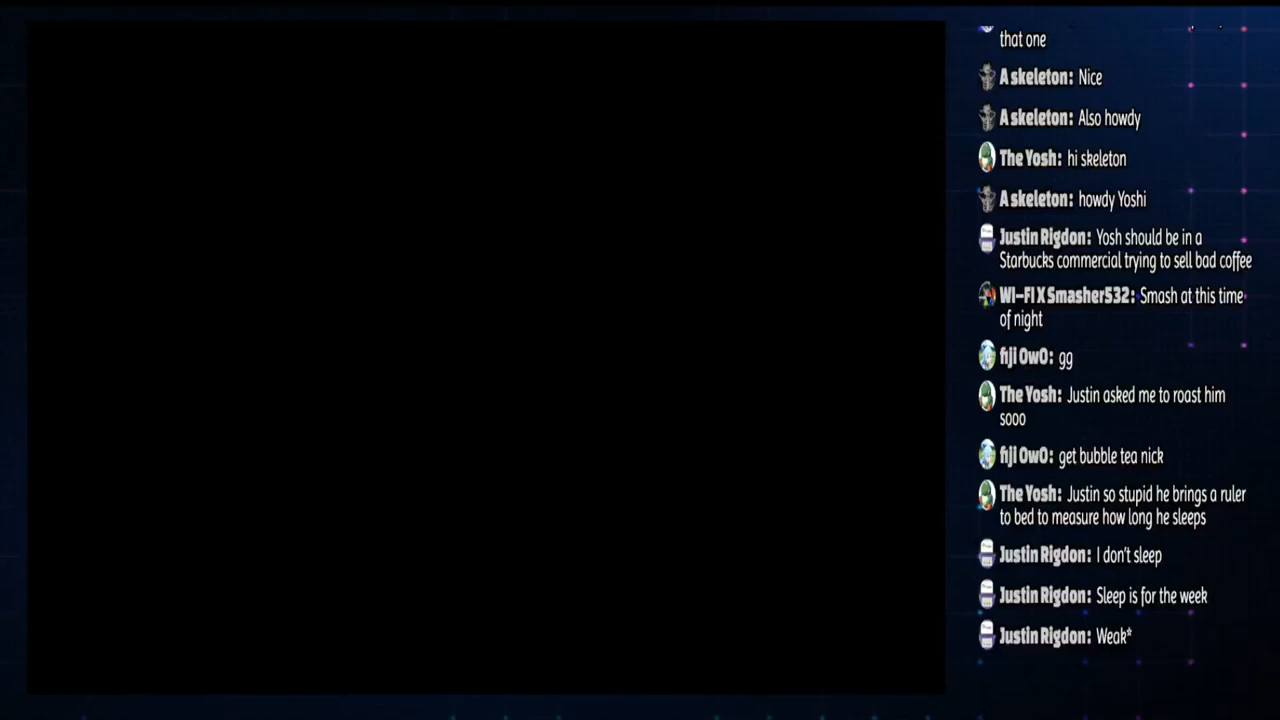 that one
A skeleton: Nice
A skeleton: Also howdy
The Yosh: hi skeleton
A skeleton: howdy Yoshi
Justin Rigdon: Yosh should be in a
Starbucks commercial trying to sell bad coffee
WI-FI X Smasher532: Smash at this time
of night
fiji OwO: gg
The Yosh: Justin asked me to roast him
sooo
fiji OwO: get bubble tea nick
The Yosh: Justin so stupid he brings a ruler
to bed to measure how long he sleeps
Justin Rigdon: I don't sleep
Justin Rigdon: Sleep is for the week
Justin Rigdon: Weak*